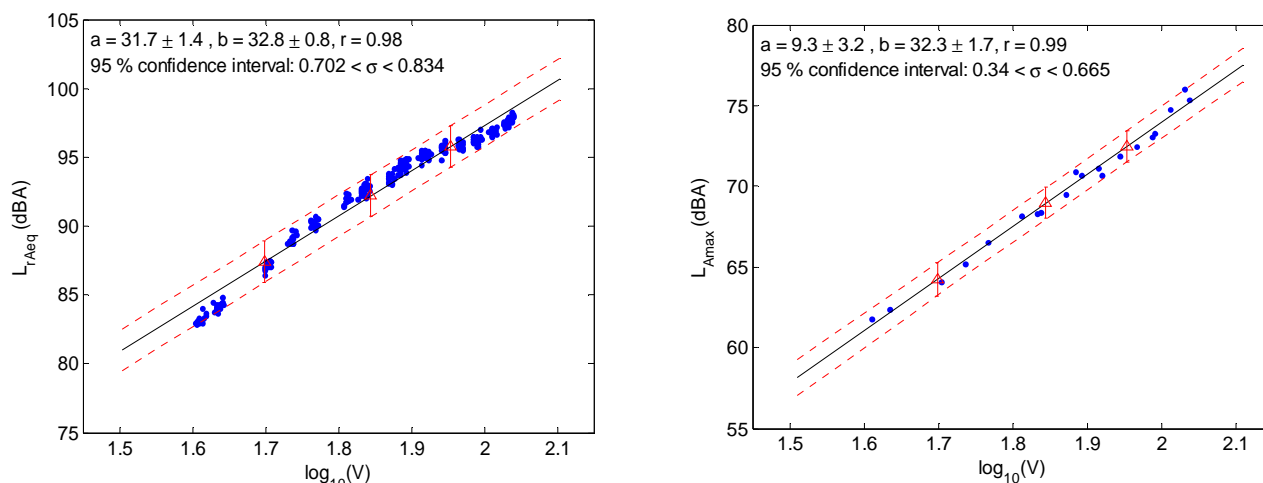 a = 31.7 ± 1.4 , b = 32.8 ± 0.8, r = 0.98
95 % confidence interval: 0.702 < σ < 0.834
105
100
95
90
85
80
75
L_rAeq (dBA)
1.5 1.6 1.7 1.8 1.9 2 2.1
log_10(V)
a = 9.3 ± 3.2 , b = 32.3 ± 1.7, r = 0.99
95 % confidence interval: 0.34 < σ < 0.665
80
75
70
65
60
55
L_Amax (dBA)
1.5 1.6 1.7 1.8 1.9 2 2.1
log_10(V)